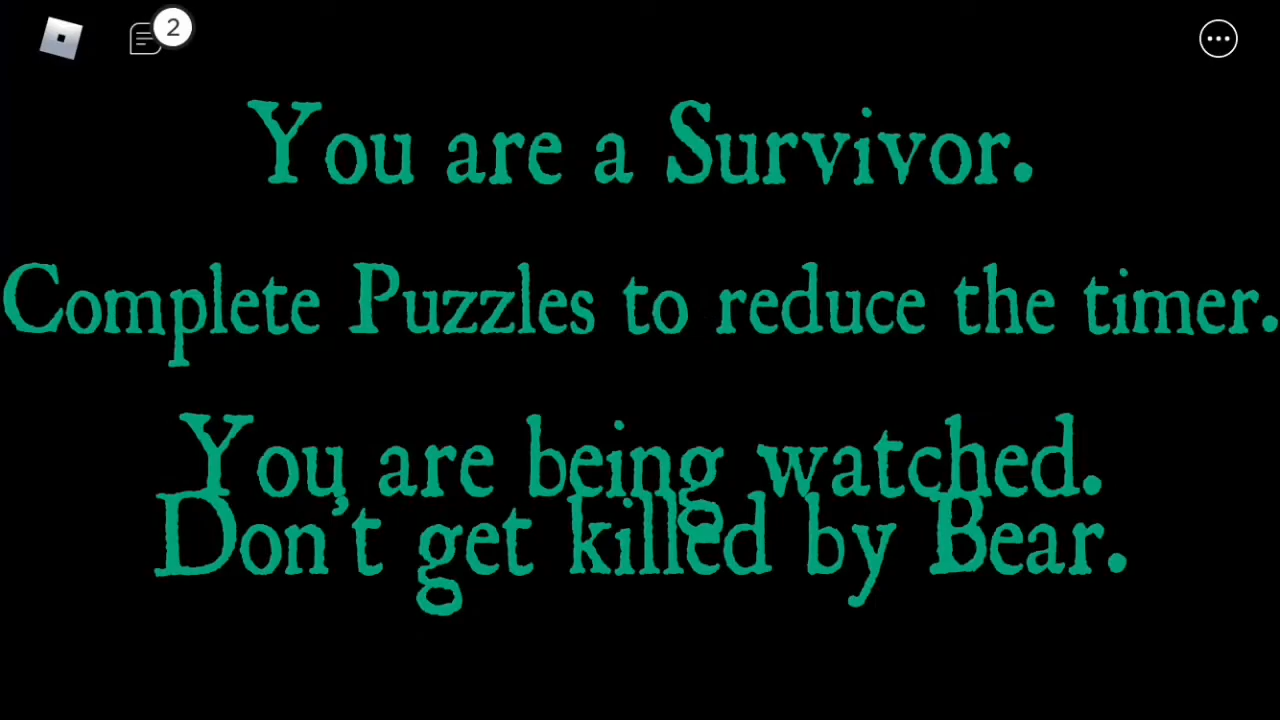 2
You are a Survivor.
Complete Puzzles to reduce the timer.
You are being watched.
Don't get killed by Bear.